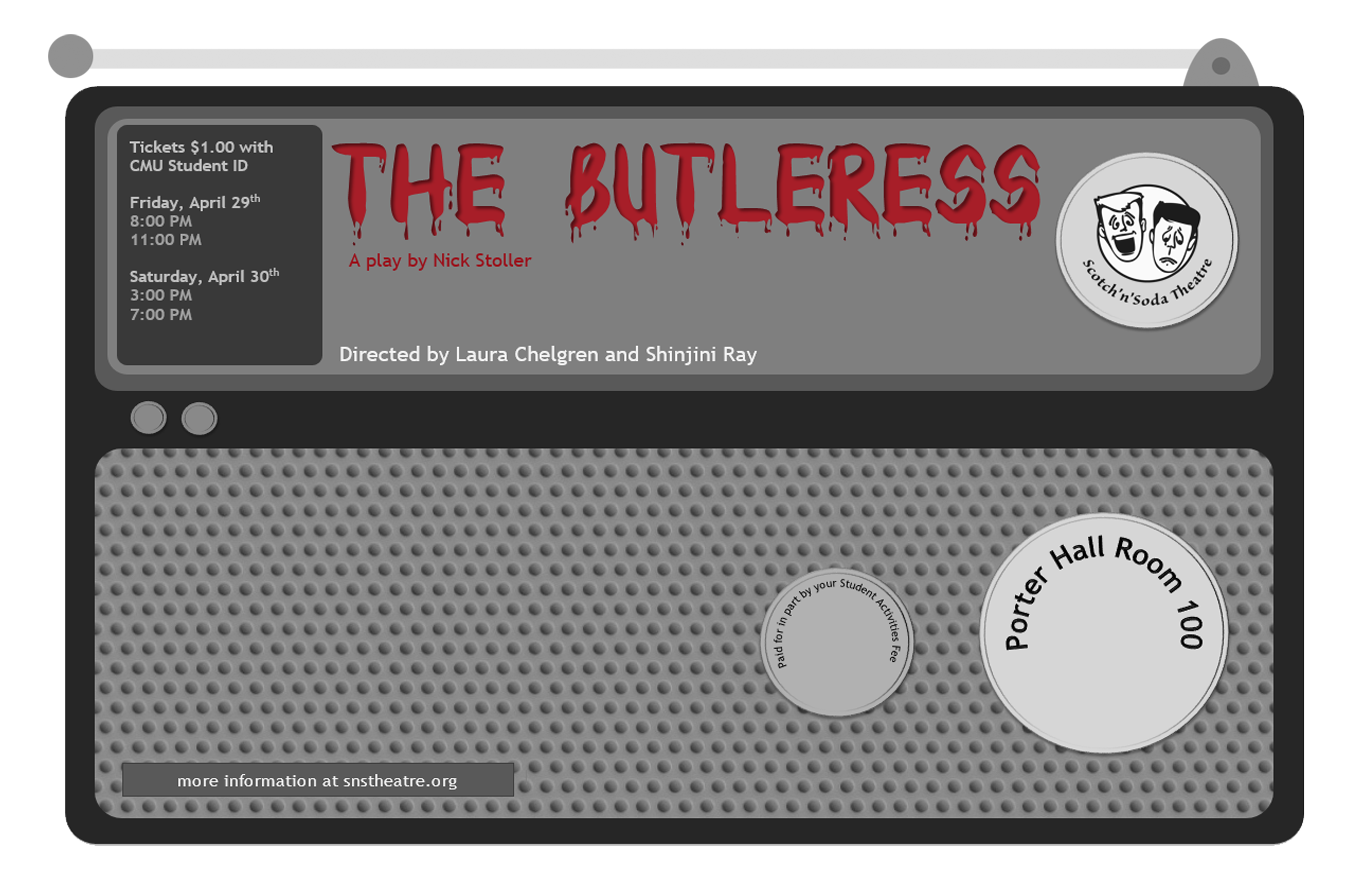 Tickets $1.00 with
CMU Student ID
Friday, April 29th
8:00 PM
11:00 PM
Saturday, April 30th
3:00 PM
7:00 PM
THE BUTLERESS
A play by Nick Stoller
Directed by Laura Chelgren and Shinjini Ray
Scotch'n'Soda Theatre
Paid for in part by your Student Activities Fee
Porter Hall Room 100
more information at snstheatre.org